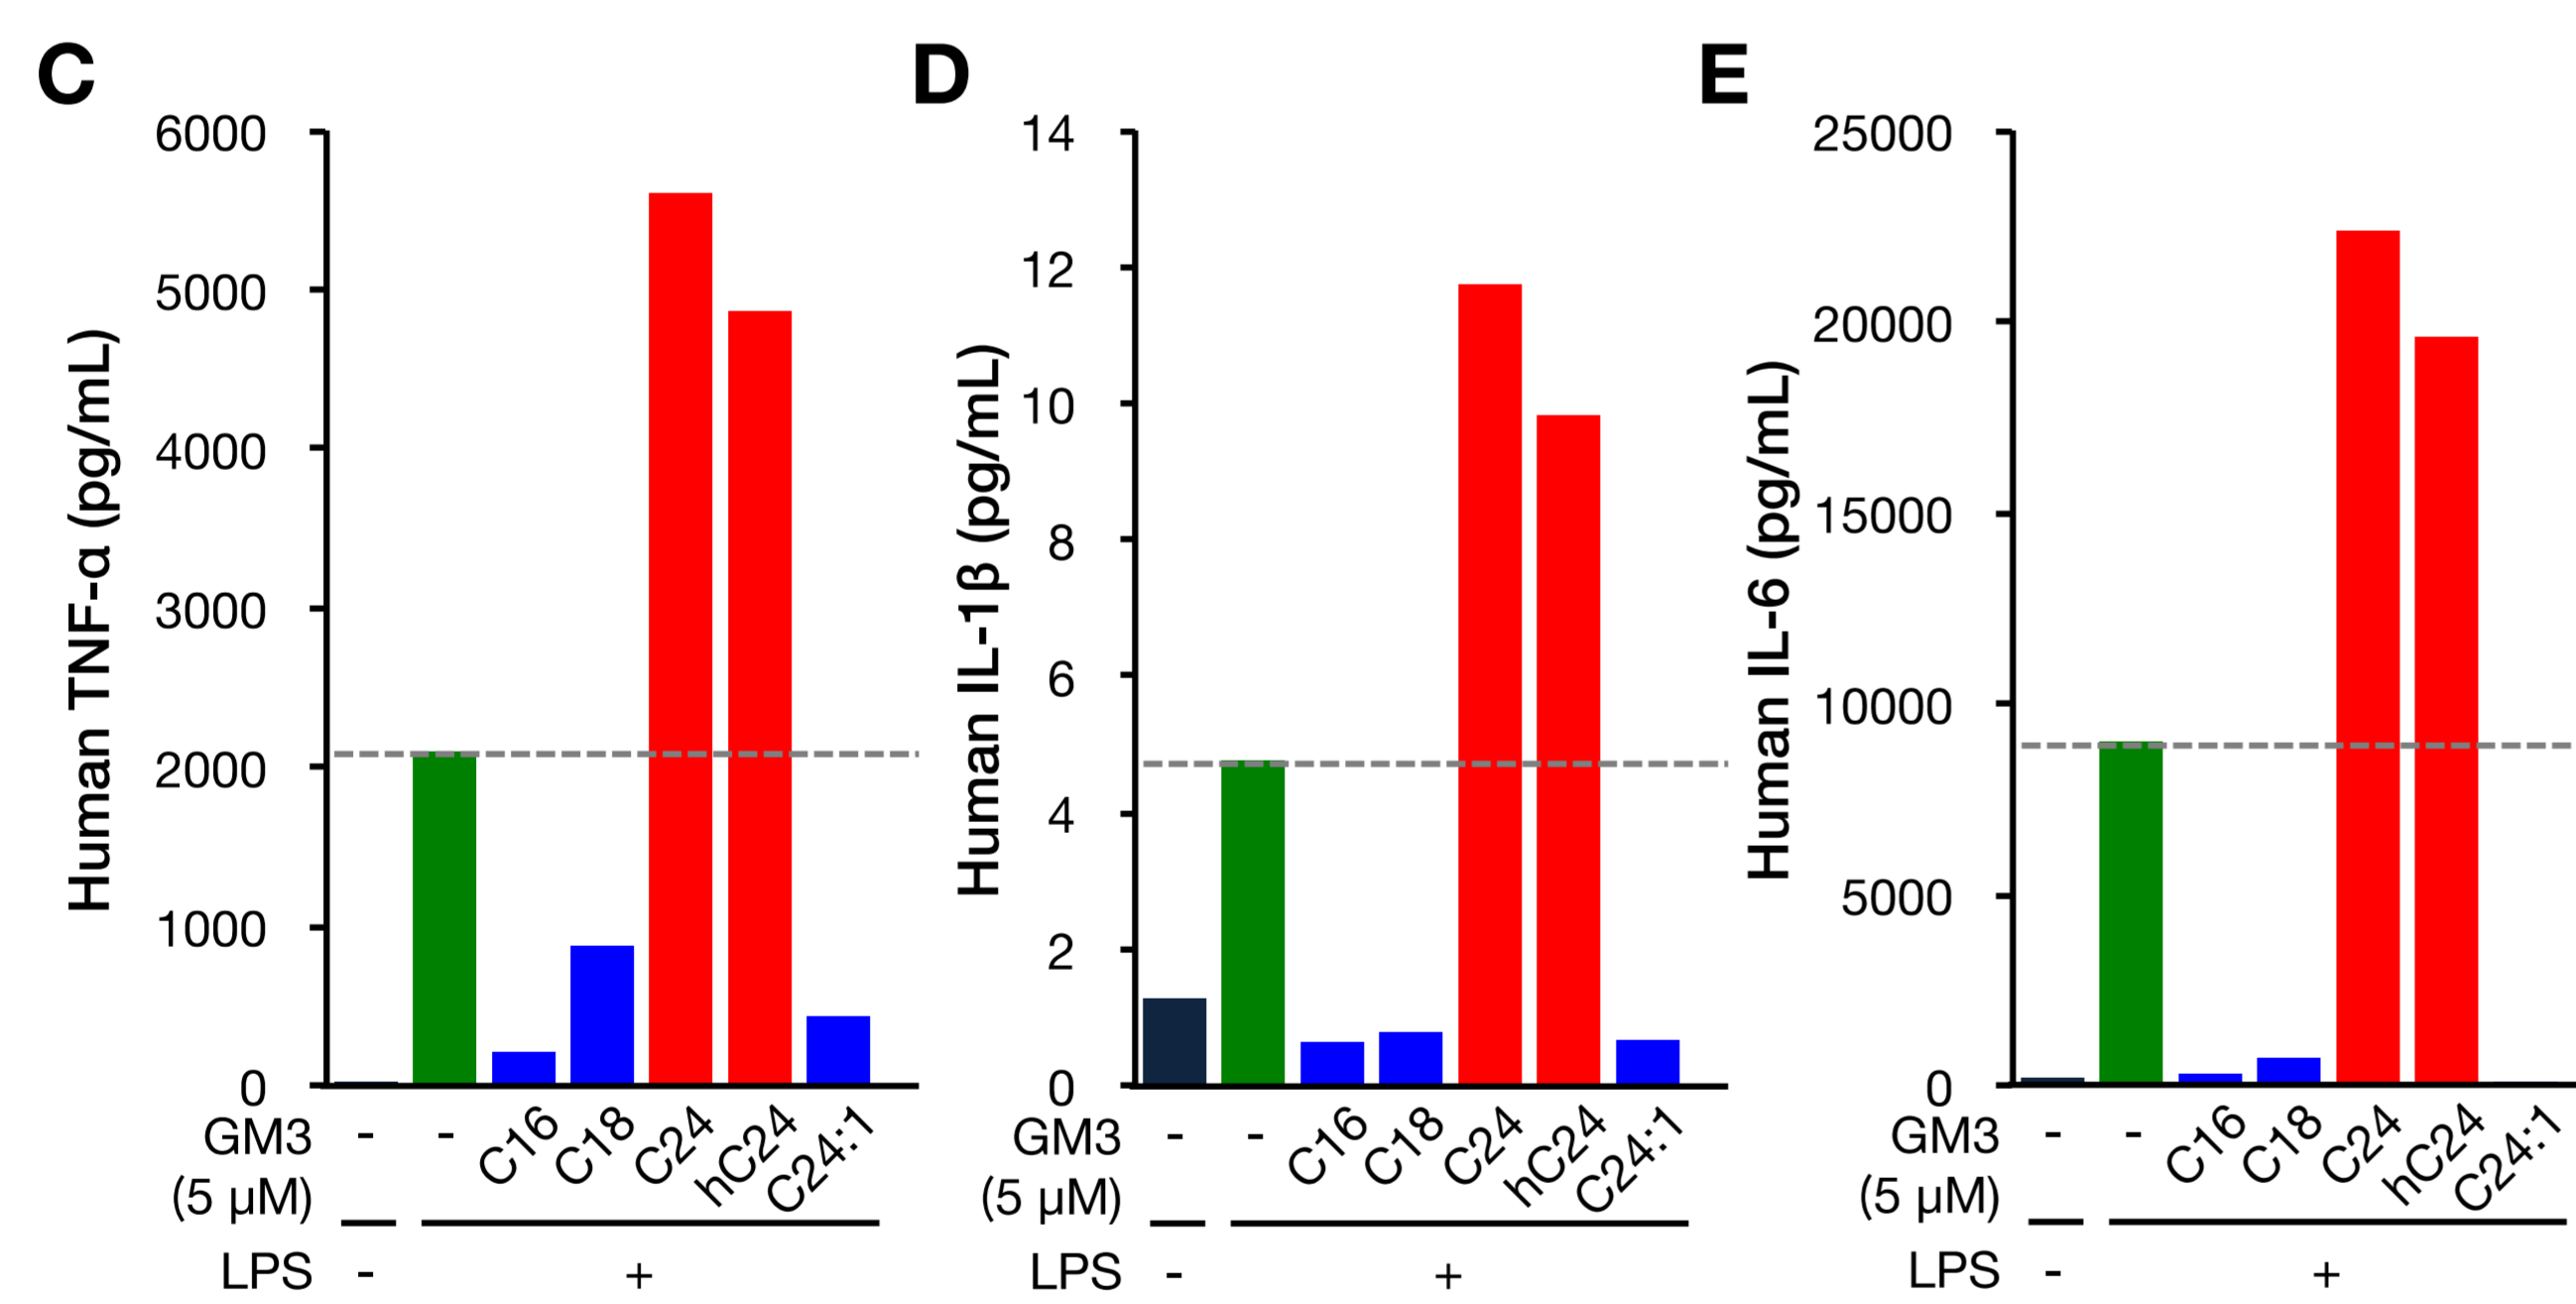 C
Human TNF-α (pg/mL)
6000
5000
4000
3000
2000
1000
0
GM3
(5 μM)
- - C16 C18 C24 hC24 C24:1
LPS - +
D
Human IL-1β (pg/mL)
14
12
10
8
6
4
2
0
GM3
(5 μM)
- - C16 C18 C24 hC24 C24:1
LPS - +
E
Human IL-6 (pg/mL)
25000
20000
15000
10000
5000
0
GM3
(5 μM)
- - C16 C18 C24 hC24 C24:1
LPS - +